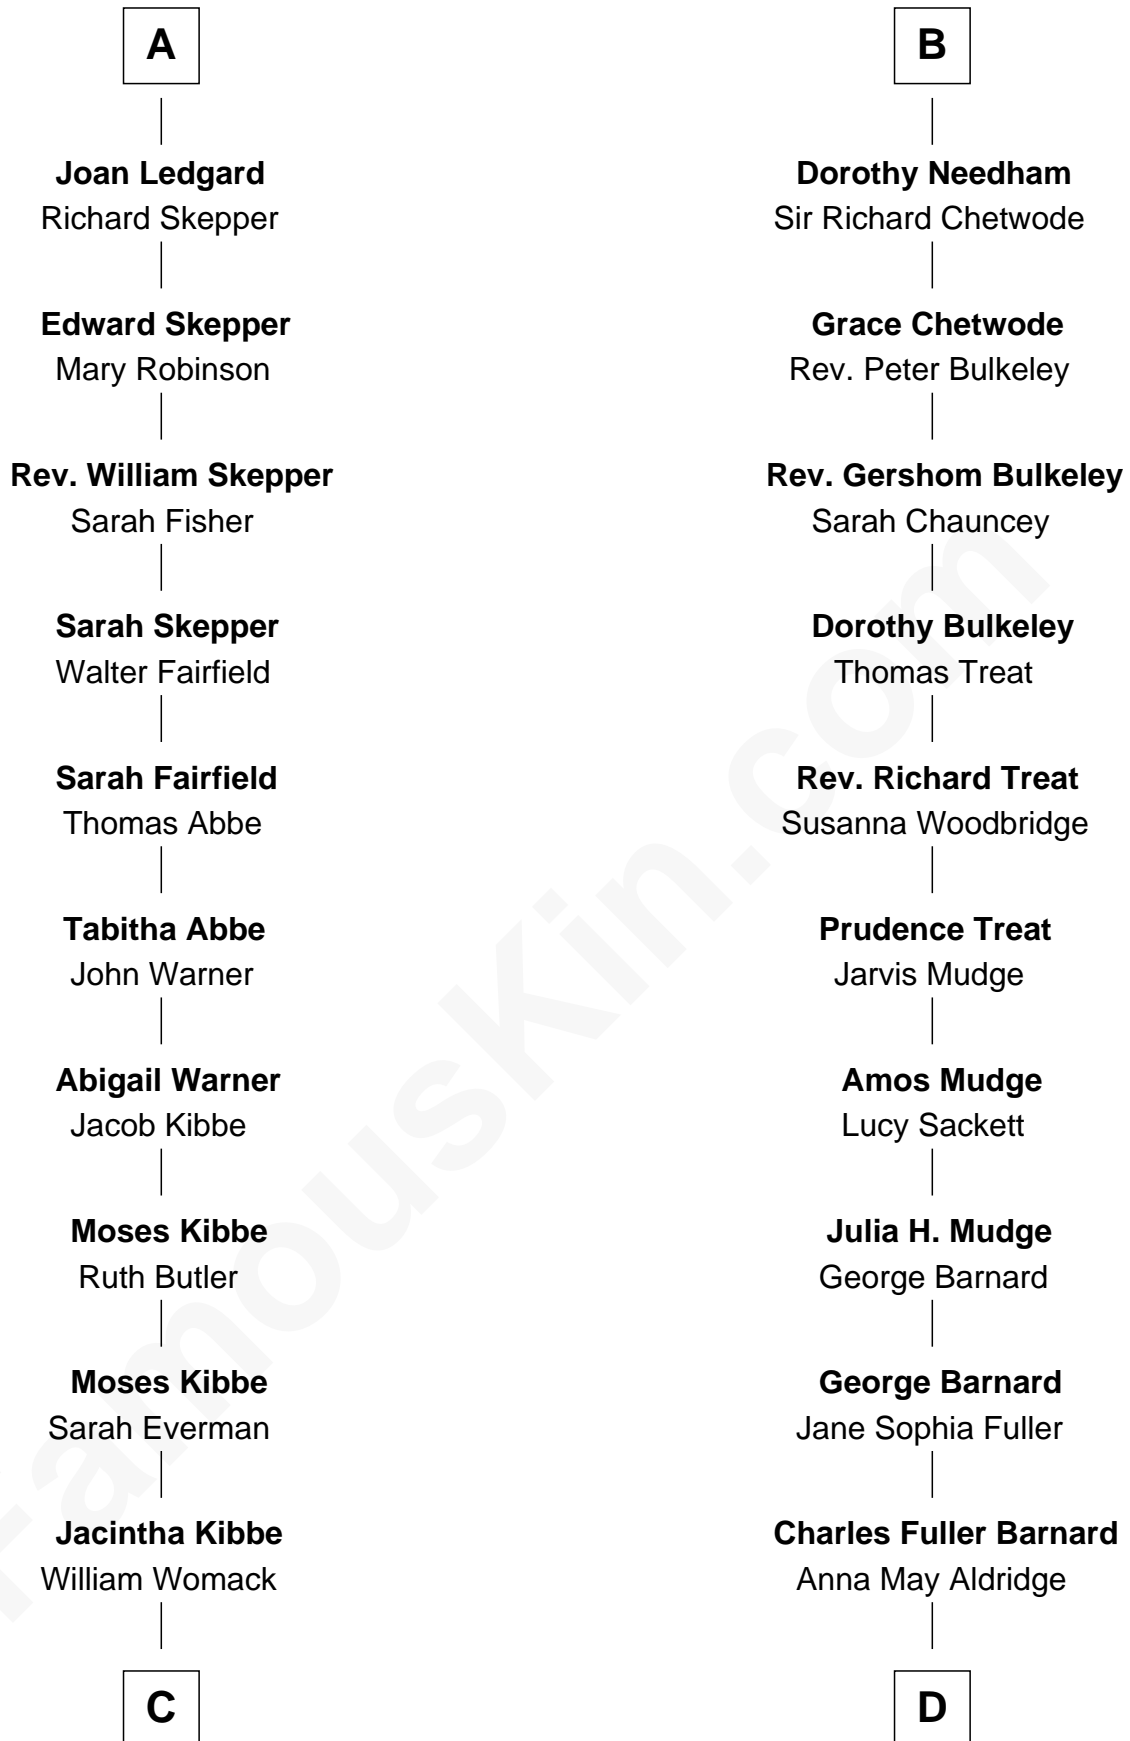 A
Joan Ledgard
Richard Skepper
Edward Skepper
Mary Robinson
Rev. William Skepper
Sarah Fisher
Sarah Skepper
Walter Fairfield
Sarah Fairfield
Thomas Abbe
Tabitha Abbe
John Warner
Abigail Warner
Jacob Kibbe
Moses Kibbe
Ruth Butler
Moses Kibbe
Sarah Everman
Jacintha Kibbe
William Womack
C
B
Dorothy Needham
Sir Richard Chetwode
Grace Chetwode
Rev. Peter Bulkeley
Rev. Gershom Bulkeley
Sarah Chauncey
Dorothy Bulkeley
Thomas Treat
Rev. Richard Treat
Susanna Woodbridge
Prudence Treat
Jarvis Mudge
Amos Mudge
Lucy Sackett
Julia H. Mudge
George Barnard
George Barnard
Jane Sophia Fuller
Charles Fuller Barnard
Anna May Aldridge
D
FamousKin.com